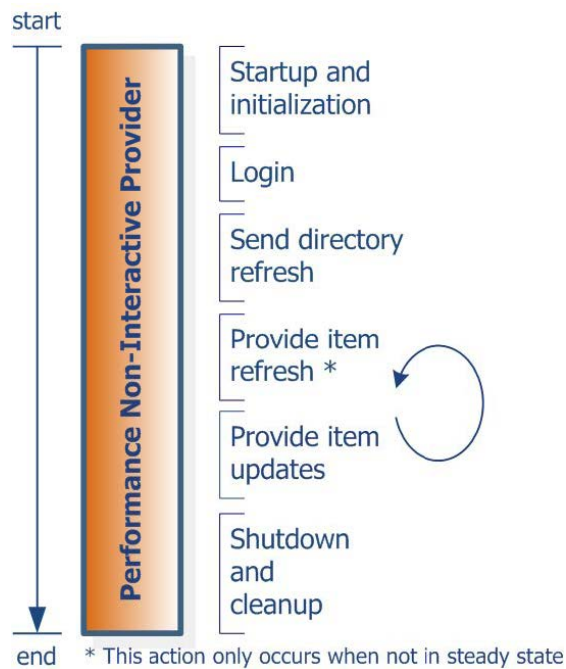 start
Performance Non-Interactive Provider
Startup and
initialization
Login
Send directory
refresh
Provide item
refresh *
Provide item
updates
Shutdown
and
cleanup
end
* This action only occurs when not in steady state